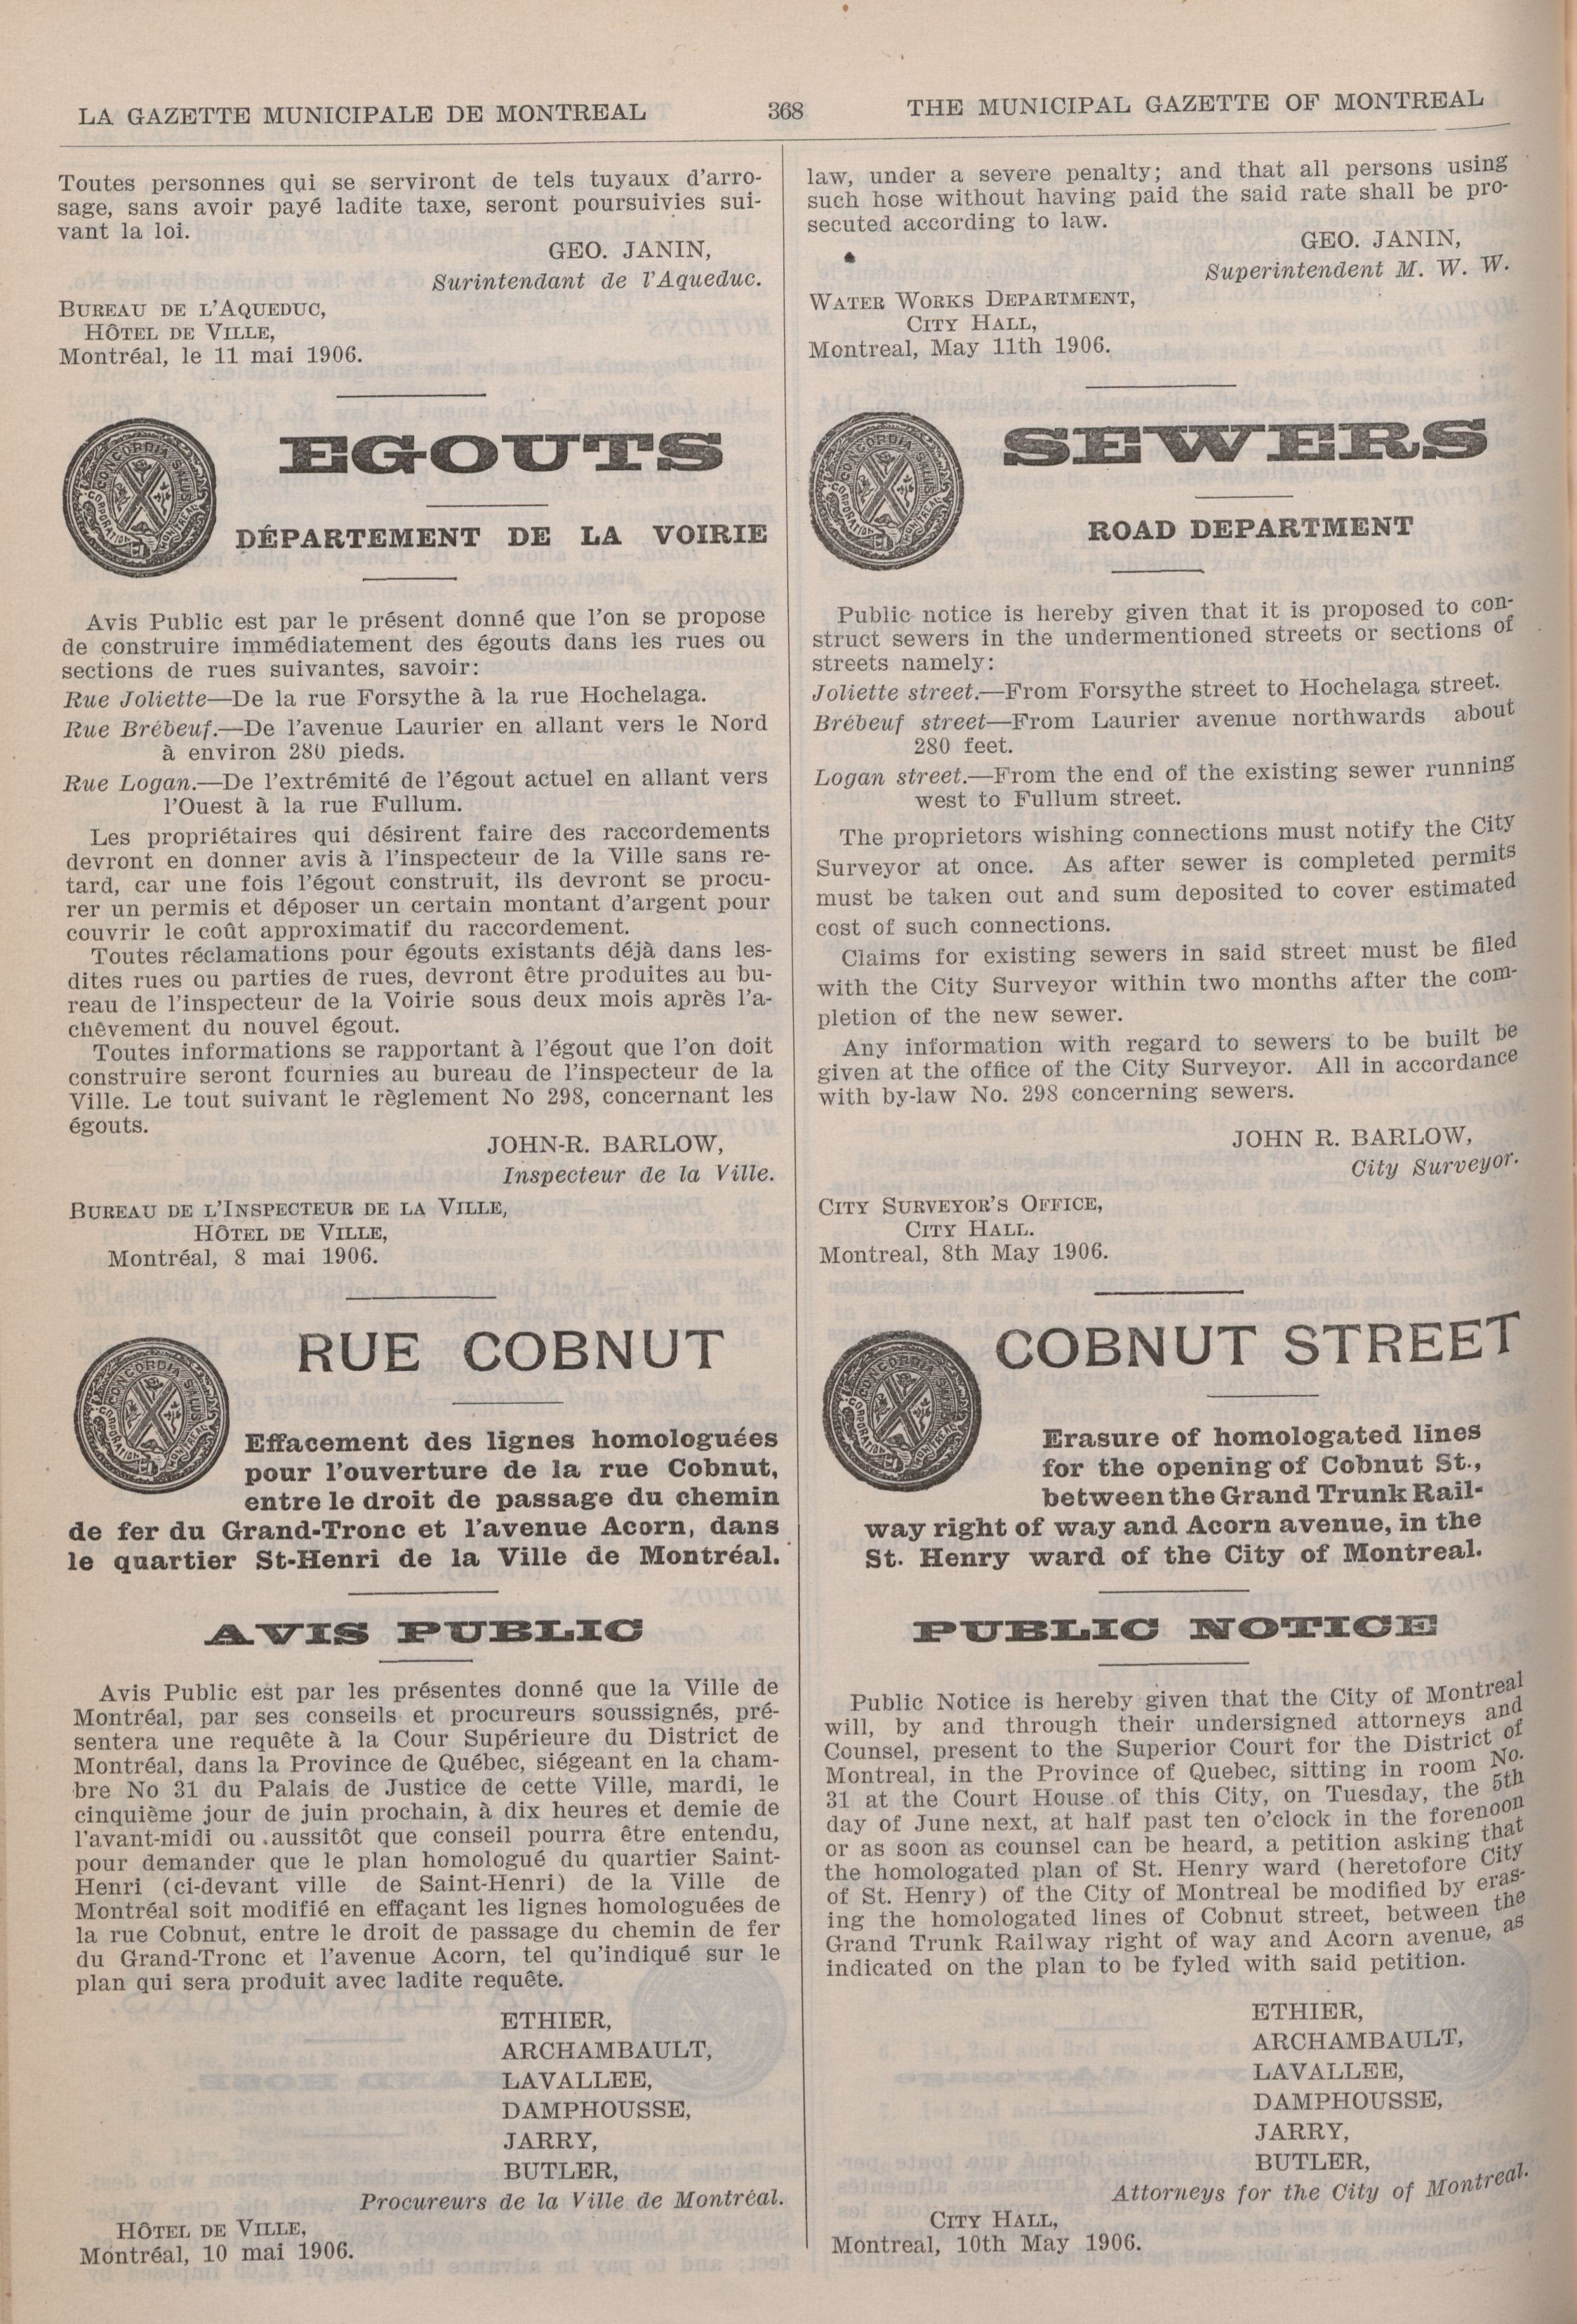 LA GAZETTE MUNICIPALE DE MONTREAL
368
THE MUNICIPAL GAZETTE OF MONTREAL
Toutes personnes qui se serviront de tels tuyaux d'arro-
sage, sans avoir payé ladite taxe, seront poursuivies sui-
vant la loi.
GEO. JANIN,
Surintendant de l'Aqueduc.
BUREAU DE L'AQUEDUC,
HÔTEL DE VILLE,
Montréal, le 11 mai 1906.
EGOUTS
DÉPARTEMENT DE LA VOIRIE
Avis Public est par le présent donné que l'on se propose
de construire immédiatement des égouts dans les rues ou
sections de rues suivantes, savoir:
Rue Joliette—De la rue Forsythe à la rue Hochelaga.
Rue Brébeuf.—De l'avenue Laurier en allant vers le Nord
à environ 280 pieds.
Rue Logan.—De l'extrémité de l'égout actuel en allant vers
l'Ouest à la rue Fullum.
Les propriétaires qui désirent faire des raccordements
devront en donner avis à l'inspecteur de la Ville sans re-
tard, car une fois l'égout construit, ils devront se procu-
rer un permis et déposer un certain montant d'argent pour
couvrir le coût approximatif du raccordement.
Toutes réclamations pour égouts existants déjà dans les-
dites rues ou parties de rues, devront être produites au bu-
reau de l'inspecteur de la Voirie sous deux mois après l'a-
chêvement du nouvel égout.
Toutes informations se rapportant à l'égout que l'on doit
construire seront fournies au bureau de l'inspecteur de la
Ville. Le tout suivant le règlement No 298, concernant les
égouts.
JOHN-R. BARLOW,
Inspecteur de la Ville.
BUREAU DE L'INSPECTEUR DE LA VILLE,
HÔTEL DE VILLE,
Montréal, 8 mai 1906.
RUE COBNUT
Effacement des lignes homologuées
pour l'ouverture de la rue Cobnut,
entre le droit de passage du chemin
de fer du Grand-Tronc et l'avenue Acorn, dans
le quartier St-Henri de la Ville de Montréal.
AVIS PUBLIC
Avis Public est par les présentes donné que la Ville de
Montréal, par ses conseils et procureurs soussignés, pré-
sentera une requête à la Cour Supérieure du District de
Montréal, dans la Province de Québec, siégeant en la cham-
bre No 31 du Palais de Justice de cette Ville, mardi, le
cinquième jour de juin prochain, à dix heures et demie de
l'avant-midi ou aussitôt que conseil pourra être entendu,
pour demander que le plan homologué du quartier Saint-
Henri (ci-devant ville de Saint-Henri) de la Ville de
Montréal soit modifié en effaçant les lignes homologuées de
la rue Cobnut, entre le droit de passage du chemin de fer
du Grand-Tronc et l'avenue Acorn, tel qu'indiqué sur le
plan qui sera produit avec ladite requête.
ETHIER,
ARCHAMBAULT,
LAVALLEE,
DAMPHOUSSE,
JARRY,
BUTLER,
Procureurs de la Ville de Montréal.
HÔTEL DE VILLE,
Montréal, 10 mai 1906.
law, under a severe penalty; and that all persons using
such hose without having paid the said rate shall be pro-
secuted according to law.
GEO. JANIN,
Superintendent M. W. W.
WATER WORKS DEPARTMENT,
CITY HALL,
Montreal, May 11th 1906.
SEWERS
ROAD DEPARTMENT
Public notice is hereby given that it is proposed to con-
struct sewers in the undermentioned streets or sections of
streets namely:
Joliette street.—From Forsythe street to Hochelaga street.
Brébeuf street—From Laurier avenue northwards about
280 feet.
Logan street.—From the end of the existing sewer running
west to Fullum street.
The proprietors wishing connections must notify the City
Surveyor at once. As after sewer is completed permits
must be taken out and sum deposited to cover estimated
cost of such connections.
Claims for existing sewers in said street must be filed
with the City Surveyor within two months after the com-
pletion of the new sewer.
Any information with regard to sewers to be built be
given at the office of the City Surveyor. All in accordance
with by-law No. 298 concerning sewers.
JOHN R. BARLOW,
City Surveyor.
CITY SURVEYOR'S OFFICE,
CITY HALL.
Montreal, 8th May 1906.
COBNUT STREET
Erasure of homologated lines
for the opening of Cobnut St.,
between the Grand Trunk Rail-
way right of way and Acorn avenue, in the
St. Henry ward of the City of Montreal.
PUBLIC NOTICE
Public Notice is hereby given that the City of Montreal
will, by and through their undersigned attorneys and
Counsel, present to the Superior Court for the District of
Montreal, in the Province of Quebec, sitting in room No.
31 at the Court House of this City, on Tuesday, the 5th
day of June next, at half past ten o'clock in the forenoon
or as soon as counsel can be heard, a petition asking that
the homologated plan of St. Henry ward (heretofore City
of St. Henry) of the City of Montreal be modified by eras-
ing the homologated lines of Cobnut street, between the
Grand Trunk Railway right of way and Acorn avenue, as
indicated on the plan to be fyled with said petition.
ETHIER,
ARCHAMBAULT,
LAVALLEE,
DAMPHOUSSE,
JARRY,
BUTLER,
Attorneys for the City of Montreal.
CITY HALL,
Montreal, 10th May 1906.